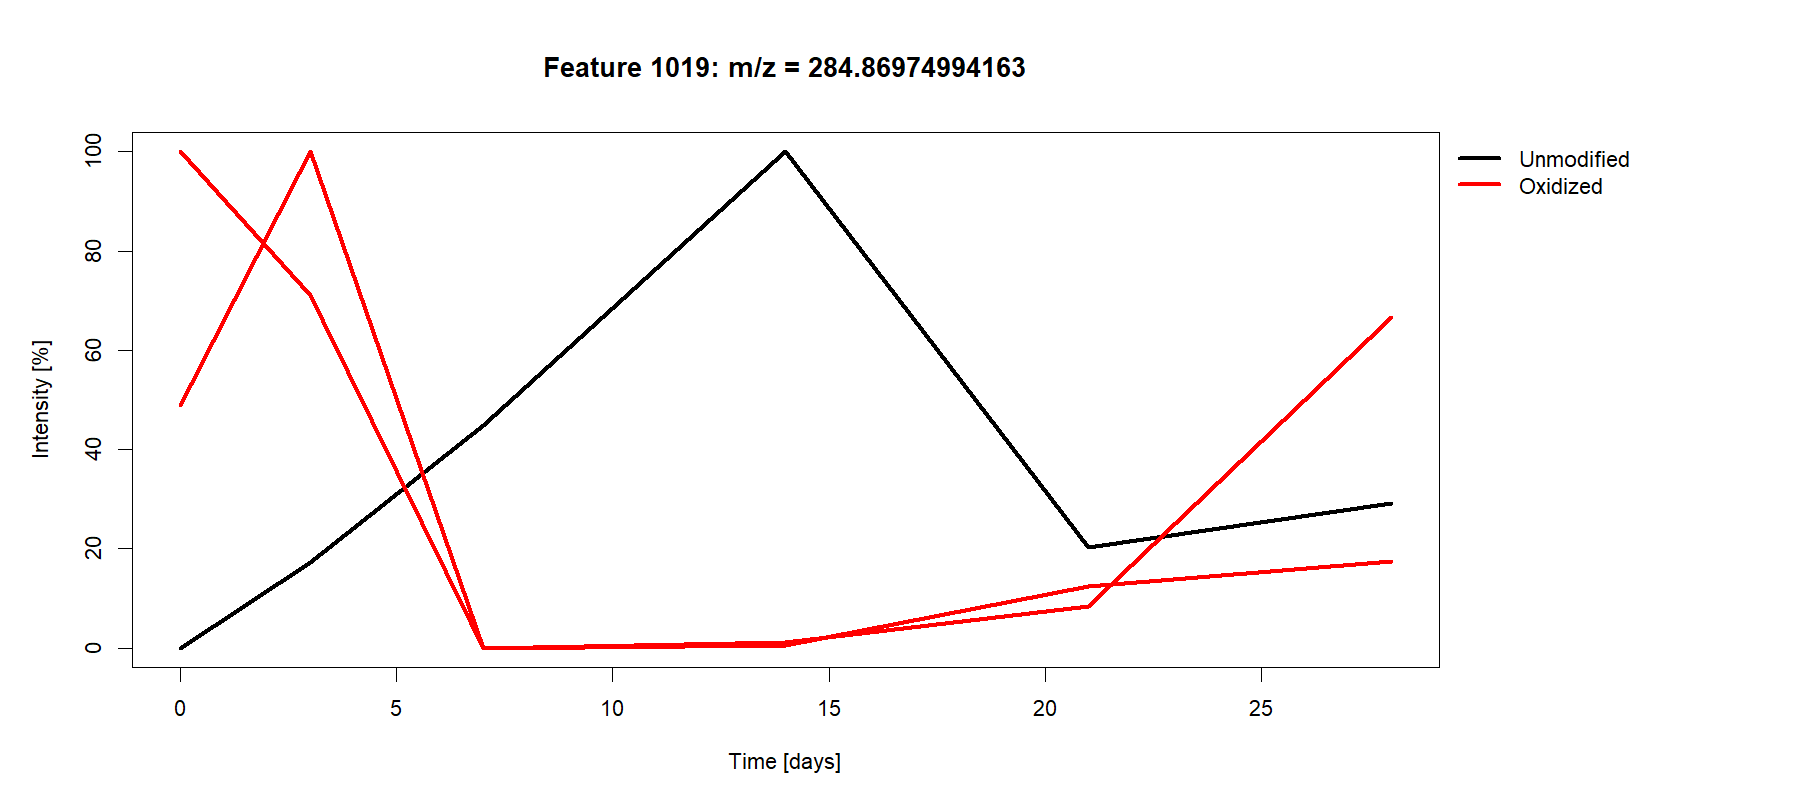 Feature 1019: m/z = 284.86974994163
Unmodified
Oxidized
100
80
60
40
20
0
Intensity [%]
0 5 10 15 20 25
Time [days]